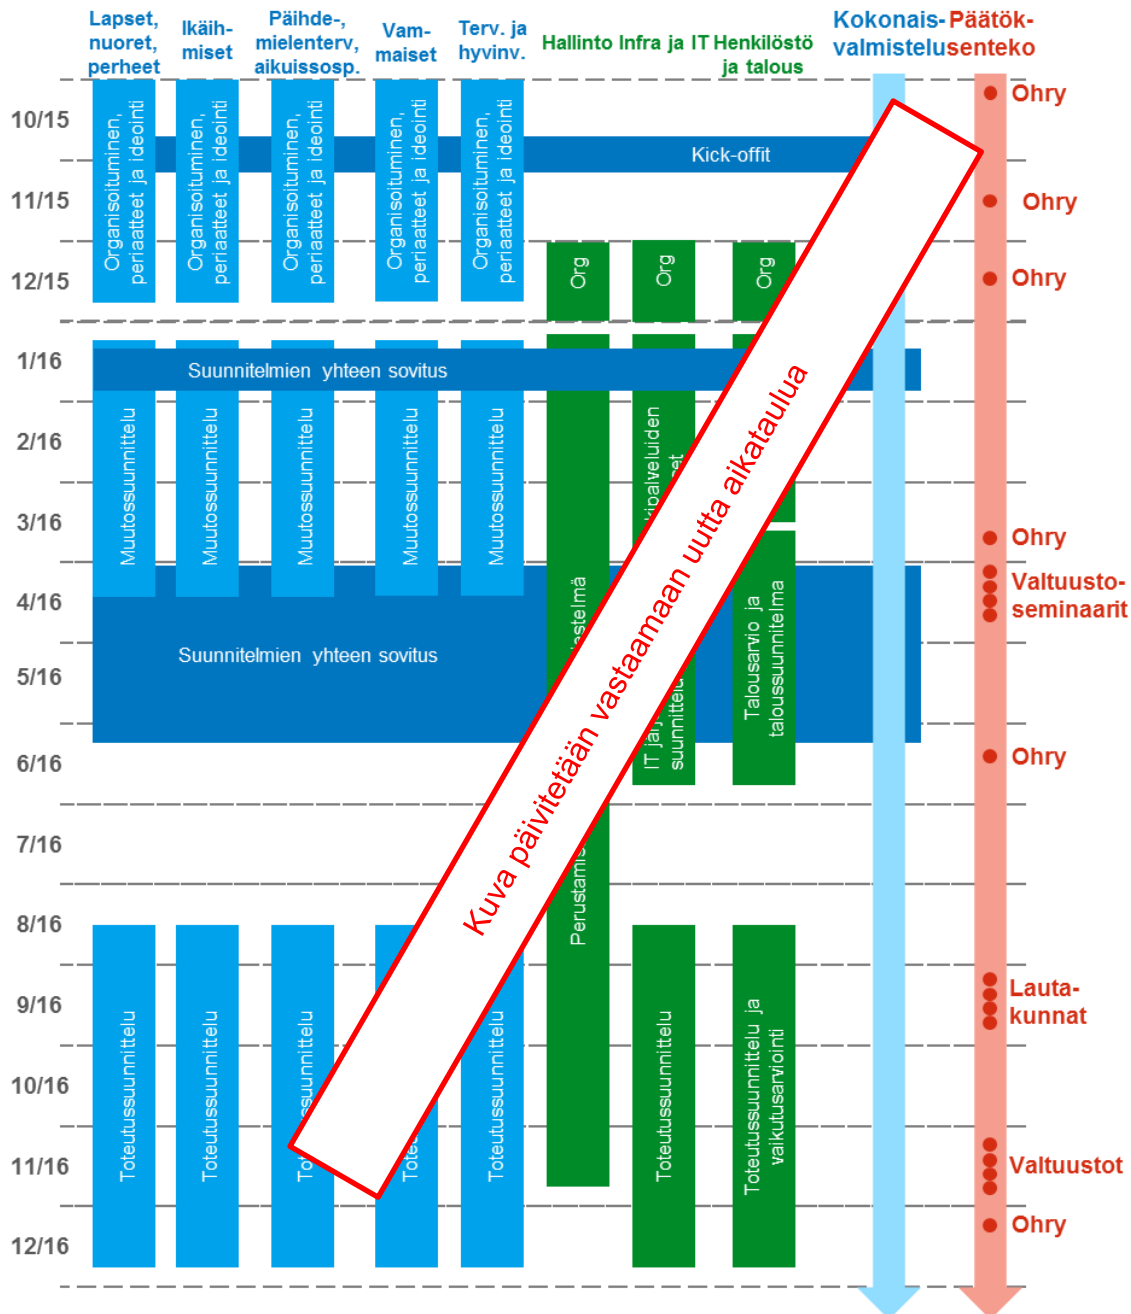 Lapset,
nuoret,
perheet
Ikäih-
miset
Päihde-,
mielenterv,
aikuissosp.
Vam-
maiset
Terv. ja
hyvinv.
Hallinto
Infra ja IT
Henkilöstö
ja talous
Kokonais-
valmistelu
Päätök-
senteko
10/15
11/15
12/15
1/16
2/16
3/16
4/16
5/16
6/16
7/16
8/16
9/16
10/16
11/16
12/16
Organisoituminen,
periaatteet ja ideointi
Organisoituminen,
periaatteet ja ideointi
Organisoituminen,
periaatteet ja ideointi
Organisoituminen,
periaatteet ja ideointi
Organisoituminen,
periaatteet ja ideointi
Kick-offit
Org
Org
Org
Suunnitelmien yhteen sovitus
Muutossuunnittelu
Muutossuunnittelu
Muutossuunnittelu
Muutossuunnittelu
Muutossuunnittelu
Suunnitelmien yhteen sovitus
IT
suunnittelu
Talousarvio ja
taloussuunnitelma
Toteutussuunnittelu
Toteutussuunnittelu
Toteutussuunnittelu
Toteutussuunnittelu
Toteutussuunnittelu
Toteutussuunnittelu ja
vaikutusarviointi
Kuva päivitetään vastaamaan uutta aikataulua
Ohry
Ohry
Ohry
Ohry
Valtuusto-
seminaarit
Ohry
Lauta-
kunnat
Valtuustot
Ohry